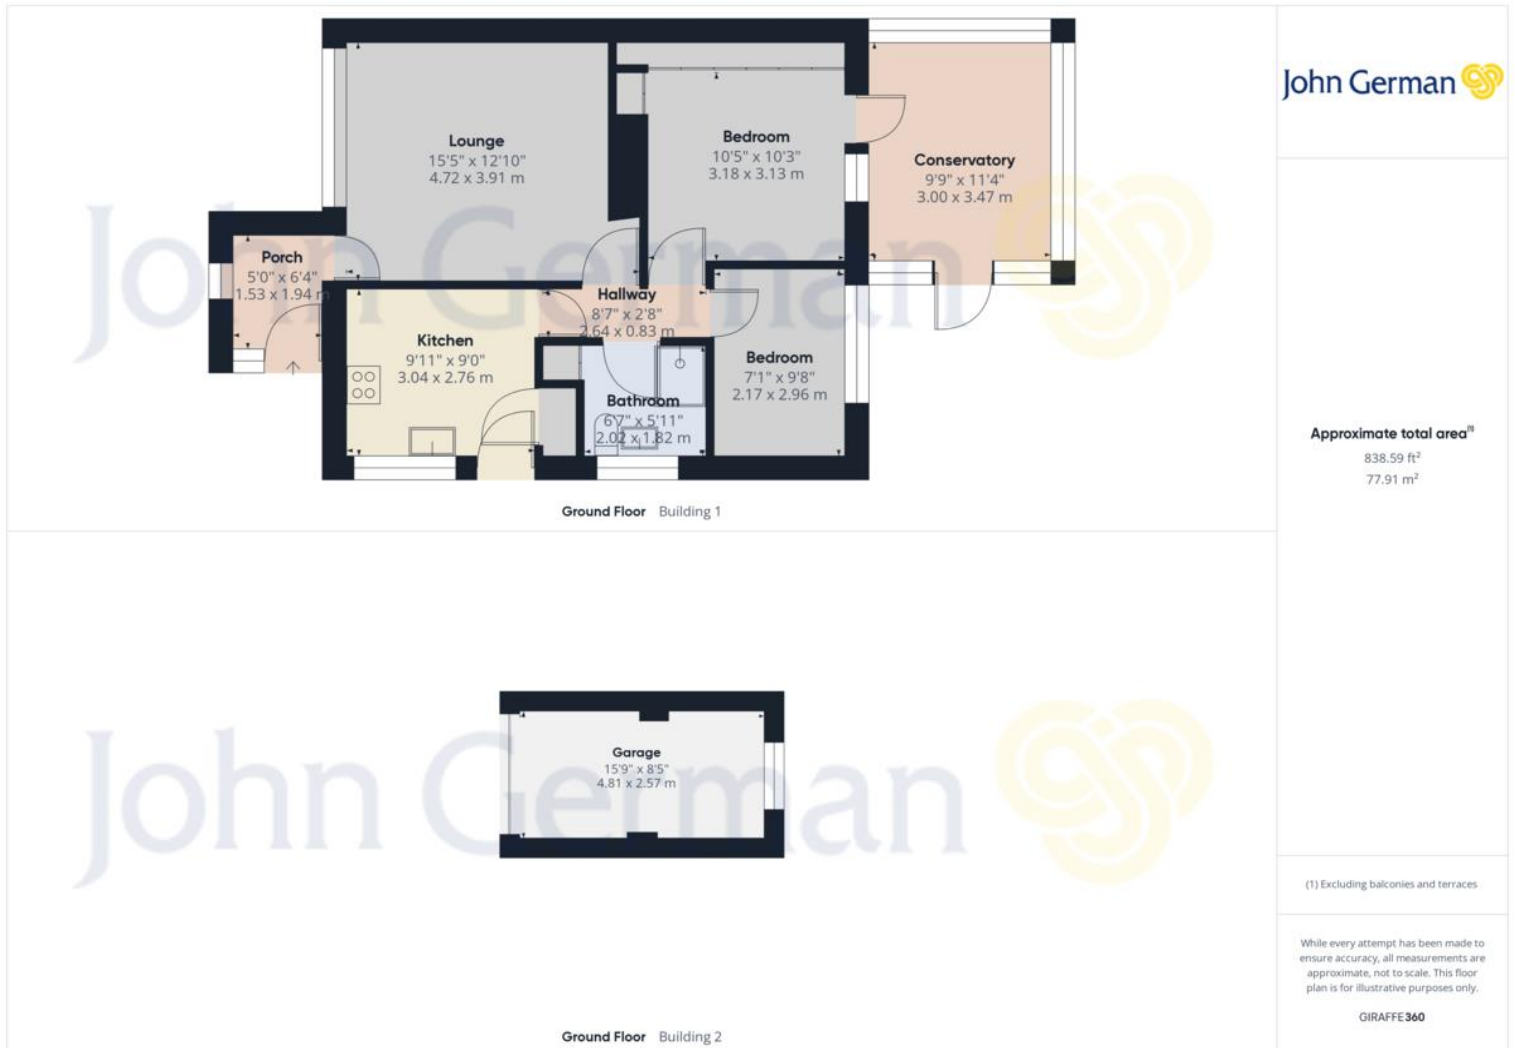 Lounge
15'5" x 12'10"
4.72 x 3.91 m
Bedroom
10'5" x 10'3"
3.18 x 3.13 m
Conservatory
9'9" x 11'4"
3.00 x 3.47 m
Porch
5'0" x 6'4"
1.53 x 1.94 m
Hallway
8'7" x 2'8"
2.64 x 0.83 m
Kitchen
9'11" x 9'0"
3.04 x 2.76 m
Bedroom
7'1" x 9'8"
2.17 x 2.96 m
Bathroom
6'7" x 5'11"
2.02 x 1.82 m
John German
Ground Floor Building 1
Garage
15'9" x 8'5"
4.81 x 2.57 m
John German
Ground Floor Building 2
John German
Approximate total area(1)
838.59 ft²
77.91 m²
(1) Excluding balconies and terraces
While every attempt has been made to
ensure accuracy, all measurements are
approximate, not to scale. This floor
plan is for illustrative purposes only.
GIRAFFE360